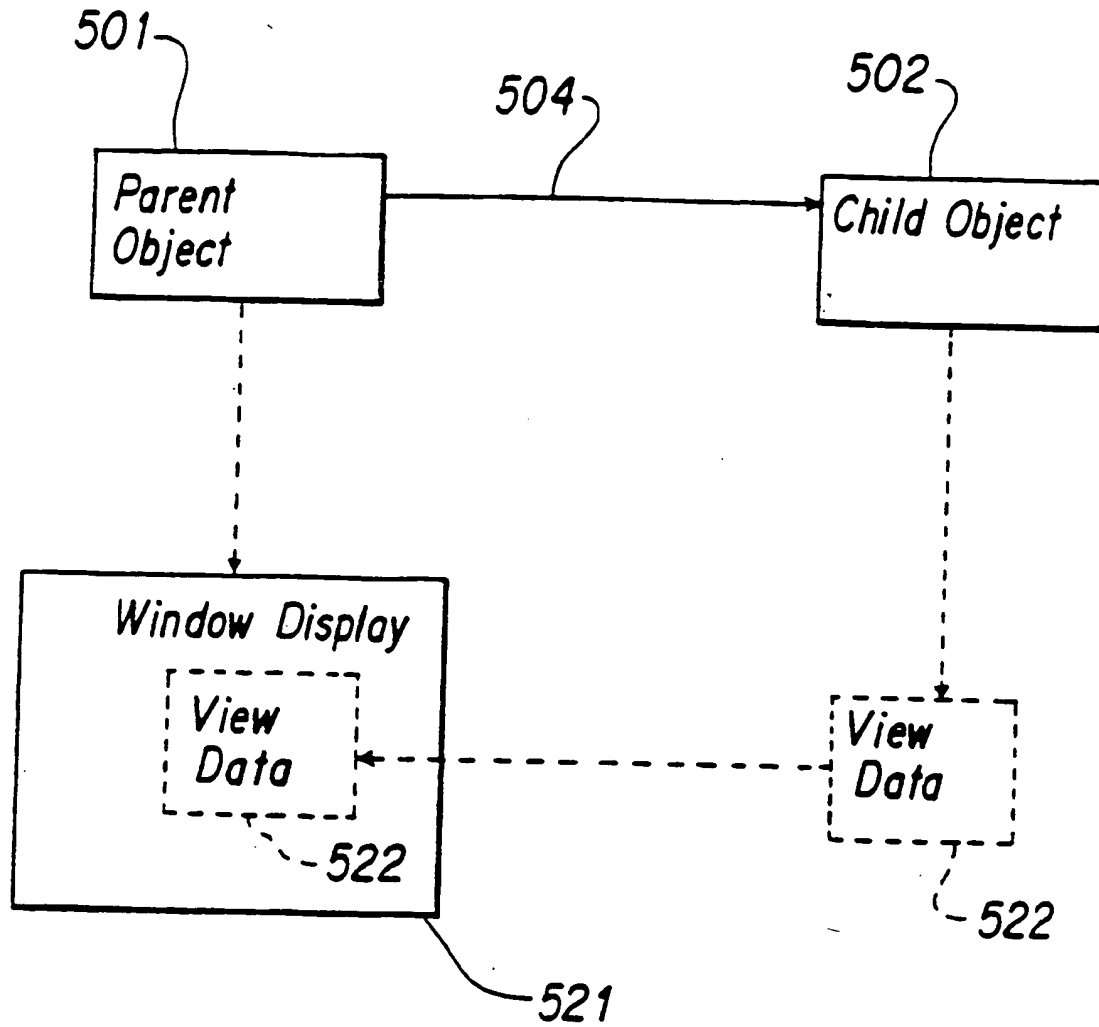 501
504
502
Parent
Object
Child Object
Window Display
View
Data
522
View
Data
522
521